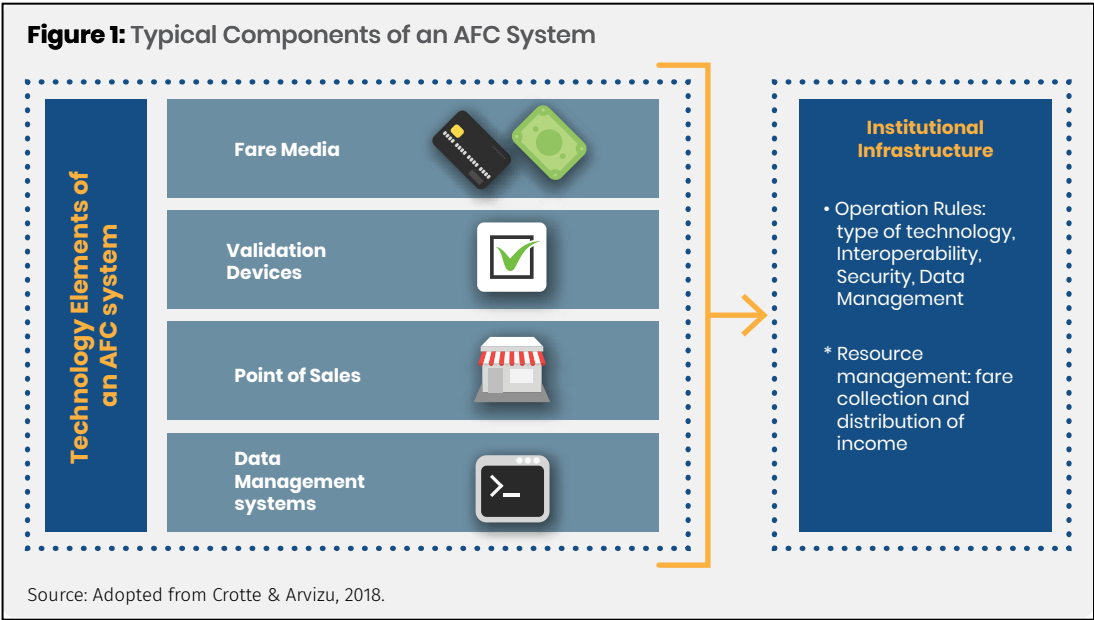 Figure 1: Typical Components of an AFC System
Technology Elements of
an AFC system
Fare Media
Validation
Devices
Point of Sales
Data
Management
systems
>_
Institutional
Infrastructure
• Operation Rules:
type of technology,
Interoperability,
Security, Data
Management
* Resource
management: fare
collection and
distribution of
income
Source: Adopted from Crotte & Arvizu, 2018.